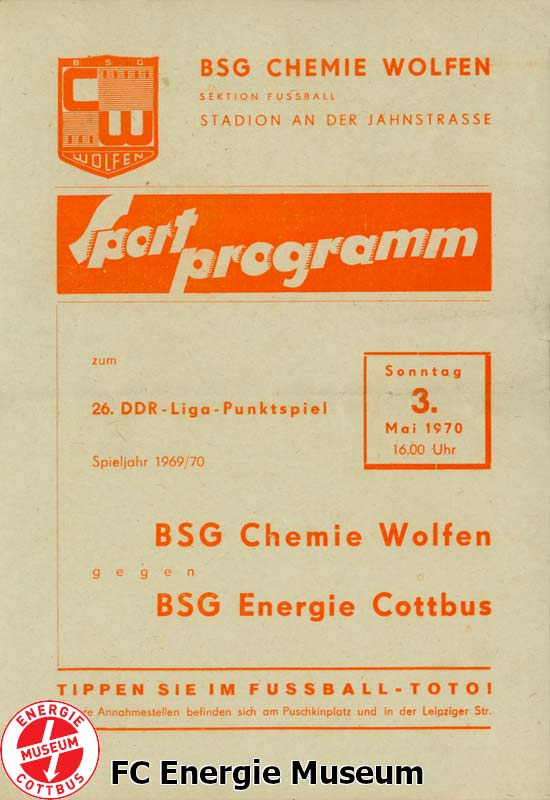 BSG
CW
WOLFEN
BSG CHEMIE WOLFEN
SEKTION FUSSBALL
STADION AN DER JAHNSTRASSE
Sport
programm
zum
26. DDR-Liga-Punktspiel
Spieljahr 1969/70
Sonntag
3.
Mai 1970
16.00 Uhr
BSG Chemie Wolfen
gegen
BSG Energie Cottbus
TIPPEN SIE IM FUSSBALL-TOTO!
Annahmestellen befinden sich am Puschkinplatz und in der Leipziger Str.
ENERGIE
MUSEUM
COTTBUS
FC Energie Museum